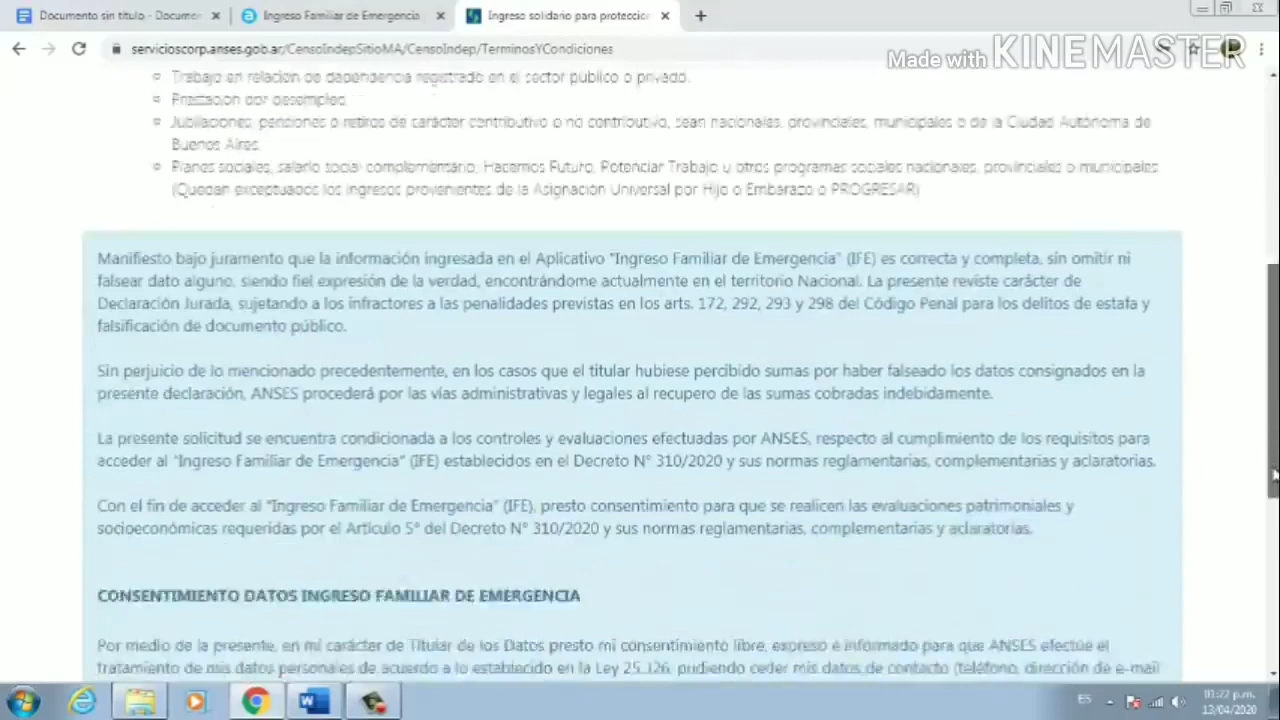 Documento sin título - Docume
Ingreso Familiar de Emergencia
Ingreso solidario para proteccion
servicioscorp.anses.gob.ar/CensoIndepSitioMA/CensoIndep/TerminosYCondiciones
Made with KINEMASTER
Trabajo en relación de dependencia registrado en el sector público o privado.
Prestación por desempleo.
Jubilaciones, pensiones o retiros de carácter contributivo o no contributivo, sean nacionales, provinciales, municipales o de la Ciudad Autónoma de
Buenos Aires.
Planes sociales, salario social complementario, Hacemos Futuro, Potenciar Trabajo u otros programas sociales nacionales, provinciales o municipales
(Quedan exceptuados los ingresos provenientes de la Asignación Universal por Hijo o Embarazo o PROGRESAR)
Manifiesto bajo juramento que la información ingresada en el Aplicativo "Ingreso Familiar de Emergencia" (IFE) es correcta y completa, sin omitir ni
falsear dato alguno, siendo fiel expresión de la verdad, encontrándome actualmente en el territorio Nacional. La presente reviste carácter de
Declaración Jurada, sujetando a los infractores a las penalidades previstas en los arts. 172, 292, 293 y 298 del Código Penal para los delitos de estafa y
falsificación de documento público.
Sin perjuicio de lo mencionado precedentemente, en los casos que el titular hubiese percibido sumas por haber falseado los datos consignados en la
presente declaración, ANSES procederá por las vías administrativas y legales al recupero de las sumas cobradas indebidamente.
La presente solicitud se encuentra condicionada a los controles y evaluaciones efectuadas por ANSES, respecto al cumplimiento de los requisitos para
acceder al "Ingreso Familiar de Emergencia" (IFE) establecidos en el Decreto N° 310/2020 y sus normas reglamentarias, complementarias y aclaratorias.
Con el fin de acceder al "Ingreso Familiar de Emergencia" (IFE), presto consentimiento para que se realicen las evaluaciones patrimoniales y
socioeconómicas requeridas por el Artículo 5° del Decreto N° 310/2020 y sus normas reglamentarias, complementarias y aclaratorias.
CONSENTIMIENTO DATOS INGRESO FAMILIAR DE EMERGENCIA
Por medio de la presente, en mi carácter de Titular de los Datos presto mi consentimiento libre, expreso e informado para que ANSES efectúe el
tratamiento de mis datos personales de acuerdo a lo establecido en la Ley 25.326, pudiendo ceder mis datos de contacto (teléfono, dirección de e-mail
ES
10:22 p.m.
13/04/2020